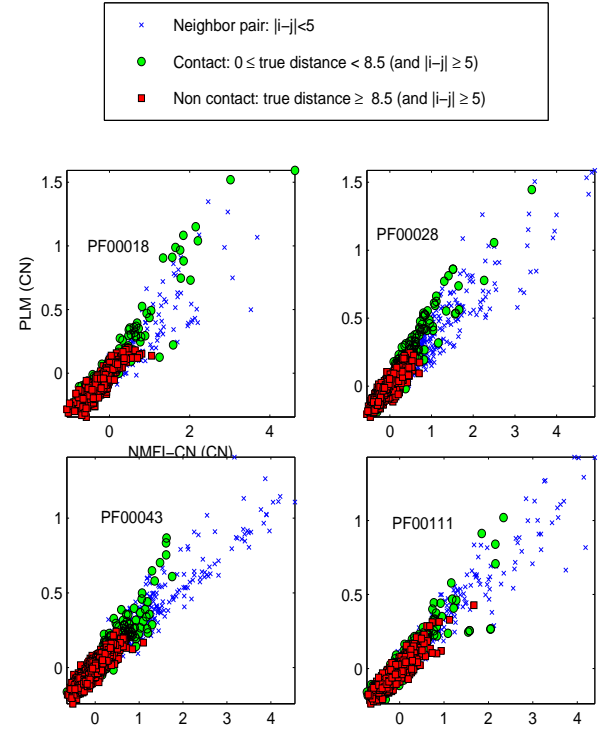 Neighbor pair: |i−j|<5
Contact: 0 ≤ true distance < 8.5 (and |i−j| ≥ 5)
Non contact: true distance ≥ 8.5 (and |i−j| ≥ 5)
1.5
1
0.5
0
PLM (CN)
PF00018
0 2 4
NMFI−CN (CN)
1.5
1
0.5
0
PF00028
0 1 2 3 4
1
0.5
0
PF00043
0 1 2 3 4
1
0.5
0
PF00111
0 1 2 3 4